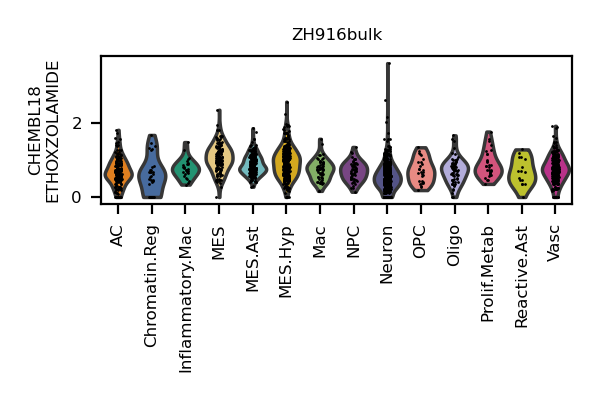 ZH916bulk
CHEMBL18
ETHOXZOLAMIDE
2
0
AC
Chromatin.Reg
Inflammatory.Mac
MES
MES.Ast
MES.Hyp
Mac
NPC
Neuron
OPC
Oligo
Prolif.Metab
Reactive.Ast
Vasc